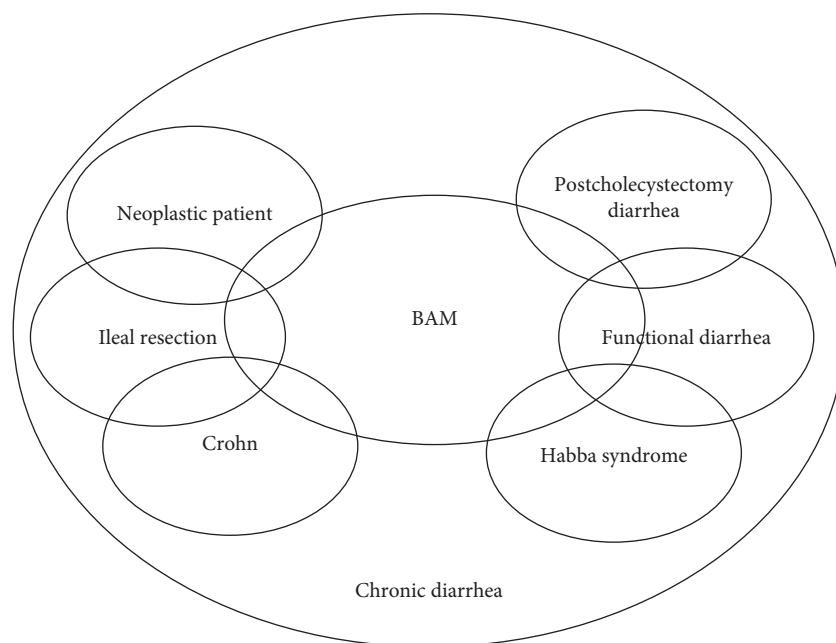 Neoplastic patient
Postcholecystectomy
diarrhea
BAM
Ileal resection
Functional diarrhea
Crohn
Habba syndrome
Chronic diarrhea